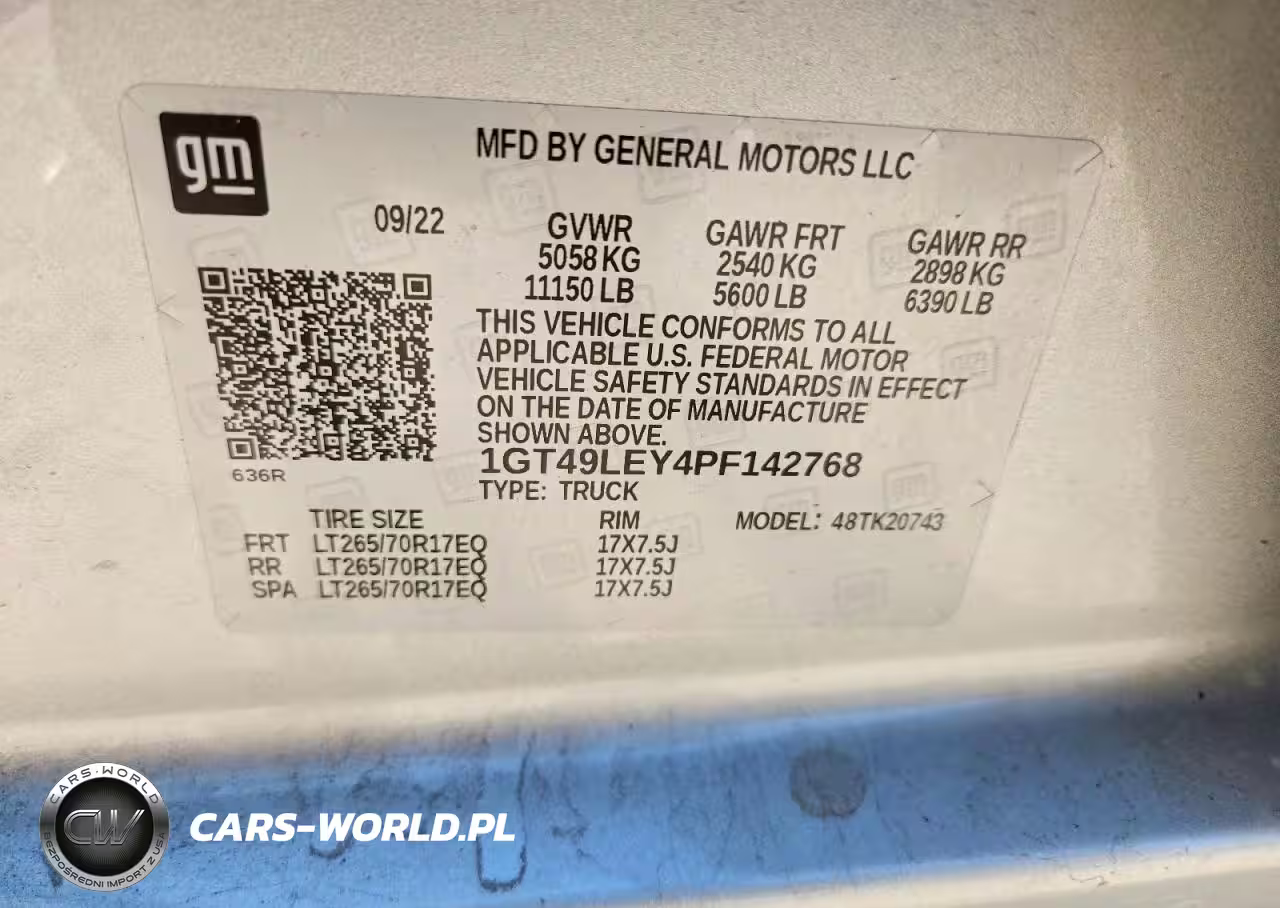 gm
MFD BY GENERAL MOTORS LLC
09/22
GVWR GAWR FRT GAWR RR
5058 KG 2540 KG 2898 KG
11150 LB 5600 LB 6390 LB
THIS VEHICLE CONFORMS TO ALL
APPLICABLE U.S. FEDERAL MOTOR
VEHICLE SAFETY STANDARDS IN EFFECT
ON THE DATE OF MANUFACTURE
SHOWN ABOVE.
636R
1GT49LEY4PF142768
TYPE: TRUCK
TIRE SIZE RIM MODEL: 48TK20743
FRT LT265/70R17EQ 17X7.5J
RR LT265/70R17EQ 17X7.5J
SPA LT265/70R17EQ 17X7.5J
CARS-WORLD
CW
BEZPOŚREDNI IMPORT Z USA
CARS-WORLD.PL